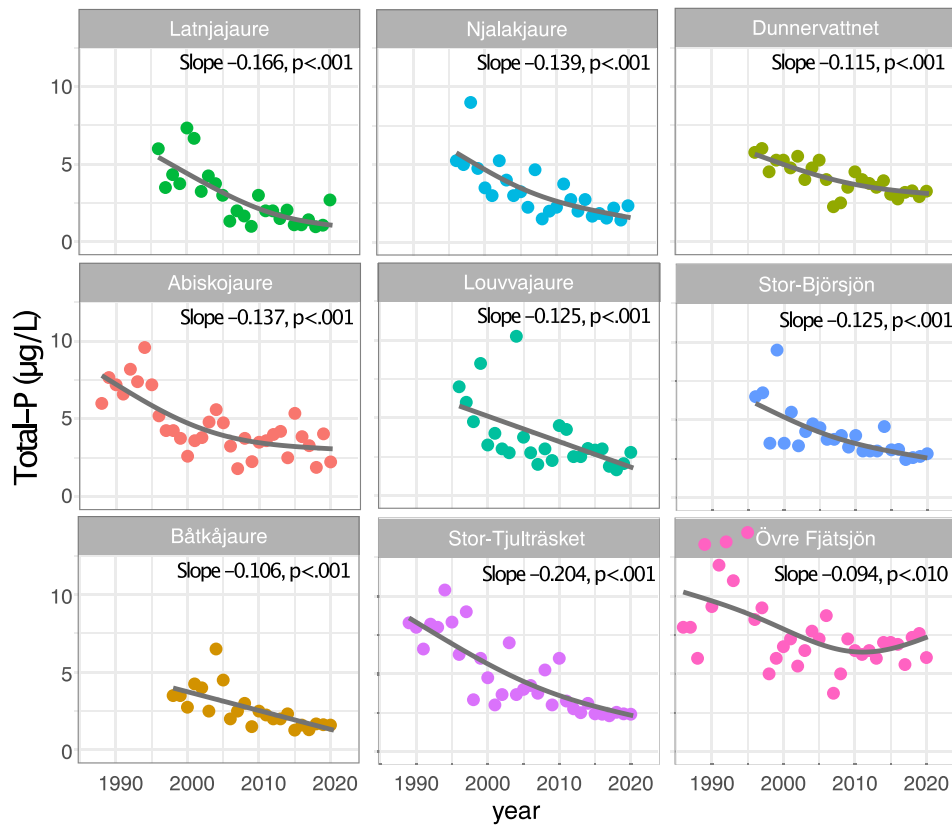 Latnjajaure Njalakjaure Dunnervattnet
Slope −0.166, p<.001 Slope −0.139, p<.001 Slope −0.115, p<.001
10
5
0
Abiskojaure Louvvajaure Stor-Björsjön
Slope −0.137, p<.001 Slope −0.125, p<.001 Slope −0.125, p<.001
10
5
0
Total–P (µg/L)
Båtkåjaure Stor-Tjulträsket Övre Fjätsjön
Slope −0.106, p<.001 Slope −0.204, p<.001 Slope −0.094, p<.010
10
5
0
1990 2000 2010 2020 1990 2000 2010 2020 1990 2000 2010 2020
year